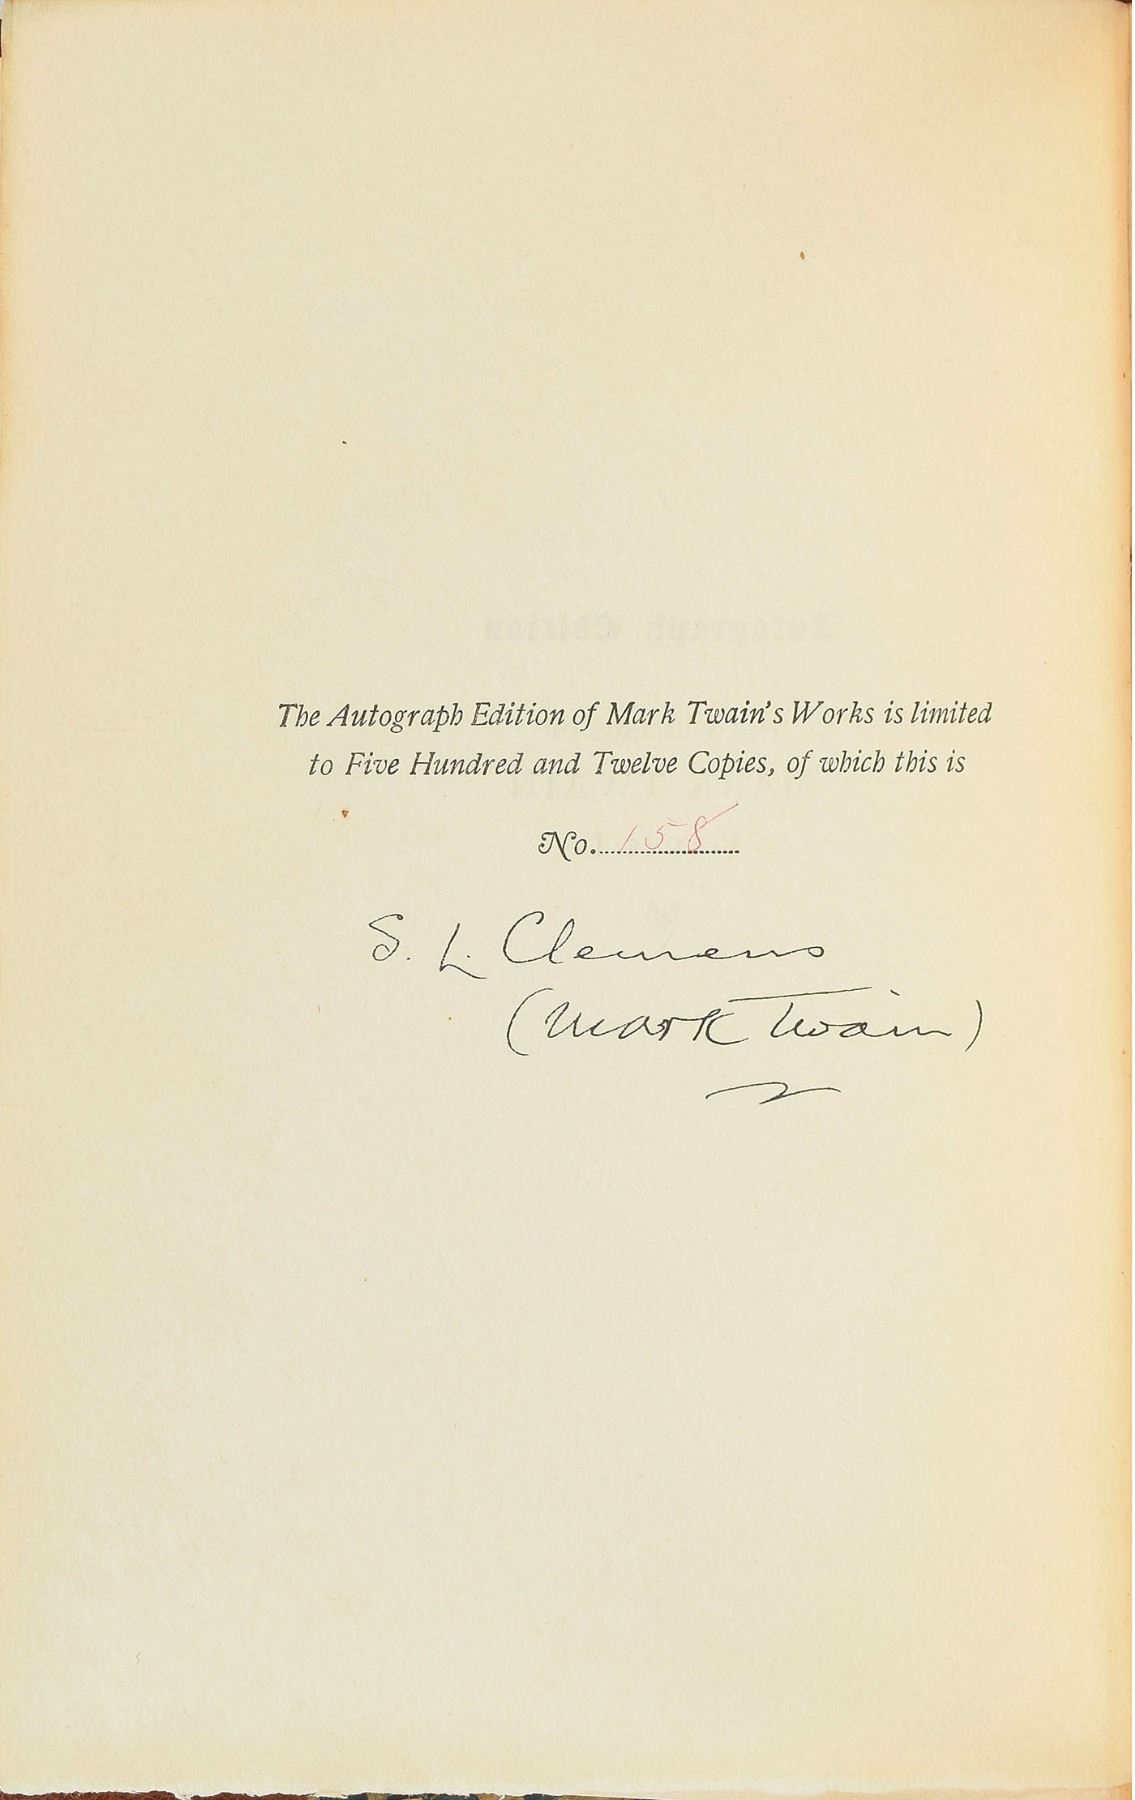 The Autograph Edition of Mark Twain's Works is limited
to Five Hundred and Twelve Copies, of which this is
No. 158
S. L. Clemens
(Mark Twain)